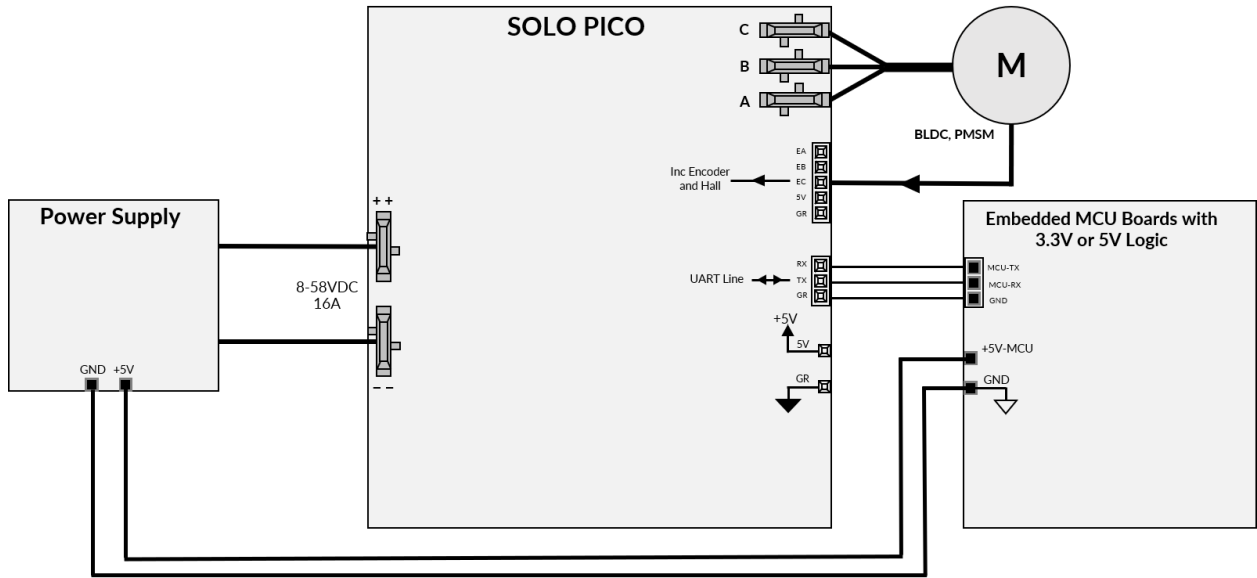 SOLO PICO
C
B
A
M
BLDC, PMSM
EA
EB
EC
5V
GR
Inc Encoder
and Hall
Power Supply
GND +5V
++
8-58VDC
16A
--
UART Line
RX
TX
GR
+5V
5V
GR
Embedded MCU Boards with
3.3V or 5V Logic
MCU-TX
MCU-RX
GND
+5V-MCU
GND